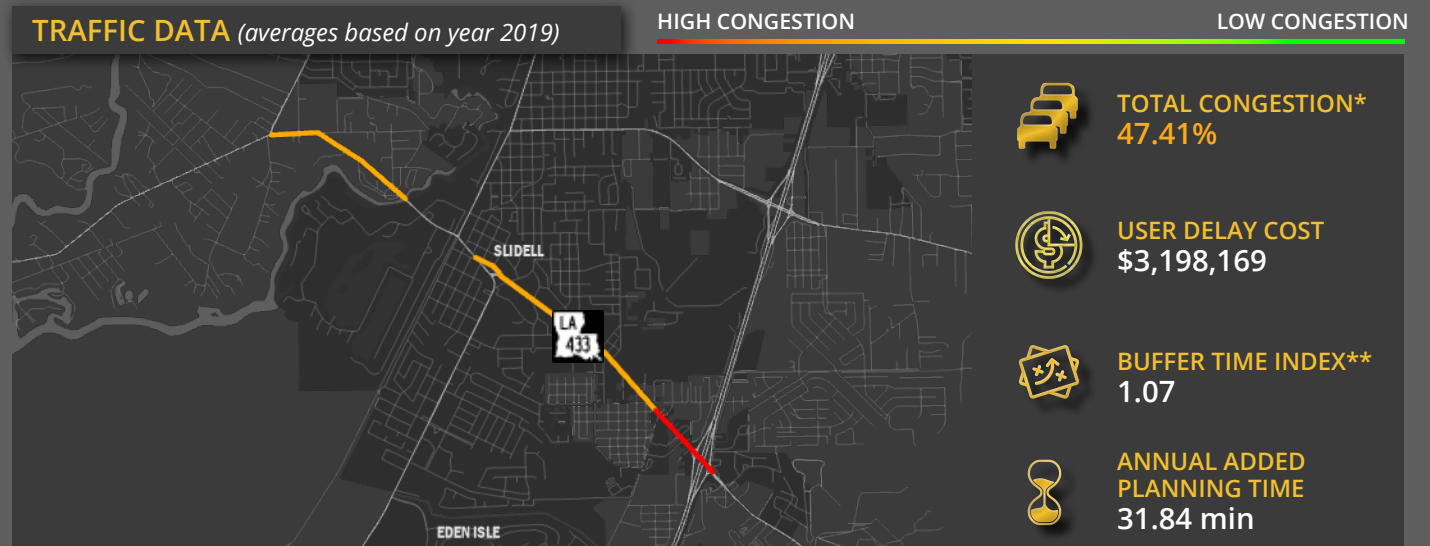 TRAFFIC DATA (averages based on year 2019)
HIGH CONGESTION
LOW CONGESTION
SLIDELL
LA
433
EDEN ISLE
TOTAL CONGESTION*
47.41%
USER DELAY COST
$3,198,169
BUFFER TIME INDEX**
1.07
ANNUAL ADDED
PLANNING TIME
31.84 min